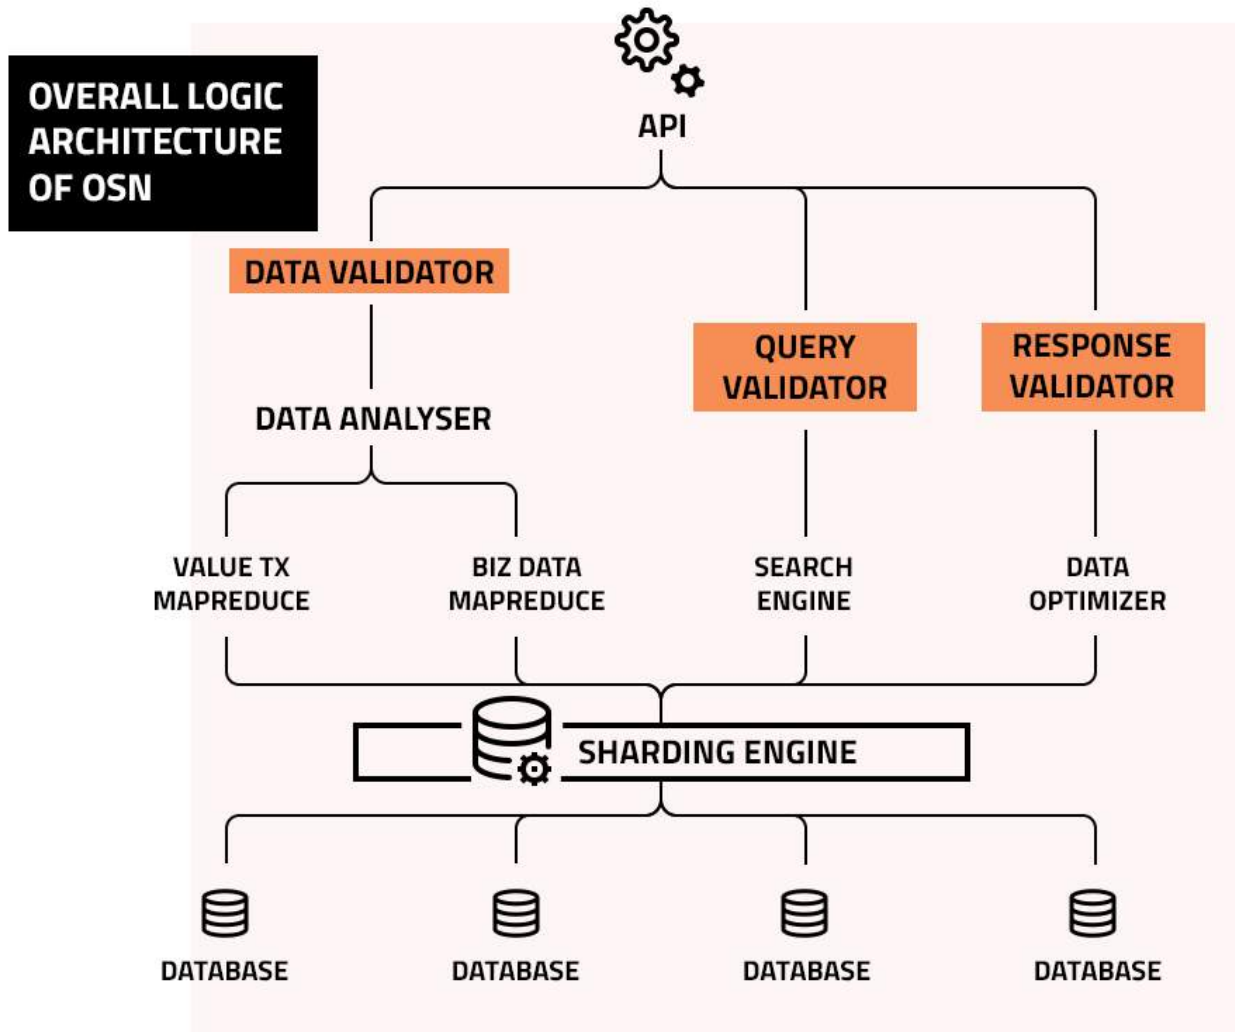 OVERALL LOGIC
ARCHITECTURE
OF OSN
API
DATA VALIDATOR
QUERY
VALIDATOR
RESPONSE
VALIDATOR
DATA ANALYSER
VALUE TX
MAPREDUCE
BIZ DATA
MAPREDUCE
SEARCH
ENGINE
DATA
OPTIMIZER
SHARDING ENGINE
DATABASE
DATABASE
DATABASE
DATABASE